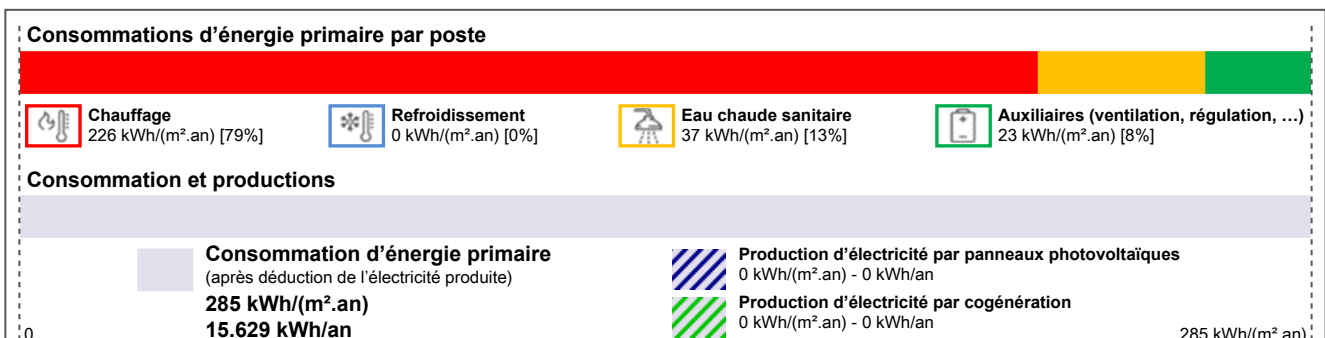 Consommations d’énergie primaire par poste
Chauffage
226 kWh/(m².an) [79%]
Refroidissement
0 kWh/(m².an) [0%]
Eau chaude sanitaire
37 kWh/(m².an) [13%]
Auxiliaires (ventilation, régulation, …)
23 kWh/(m².an) [8%]
Consommation et productions
Consommation d’énergie primaire
(après déduction de l’électricité produite)
285 kWh/(m².an)
15.629 kWh/an
Production d’électricité par panneaux photovoltaïques
0 kWh/(m².an) - 0 kWh/an
Production d’électricité par cogénération
0 kWh/(m².an) - 0 kWh/an
0
285 kWh/(m².an)